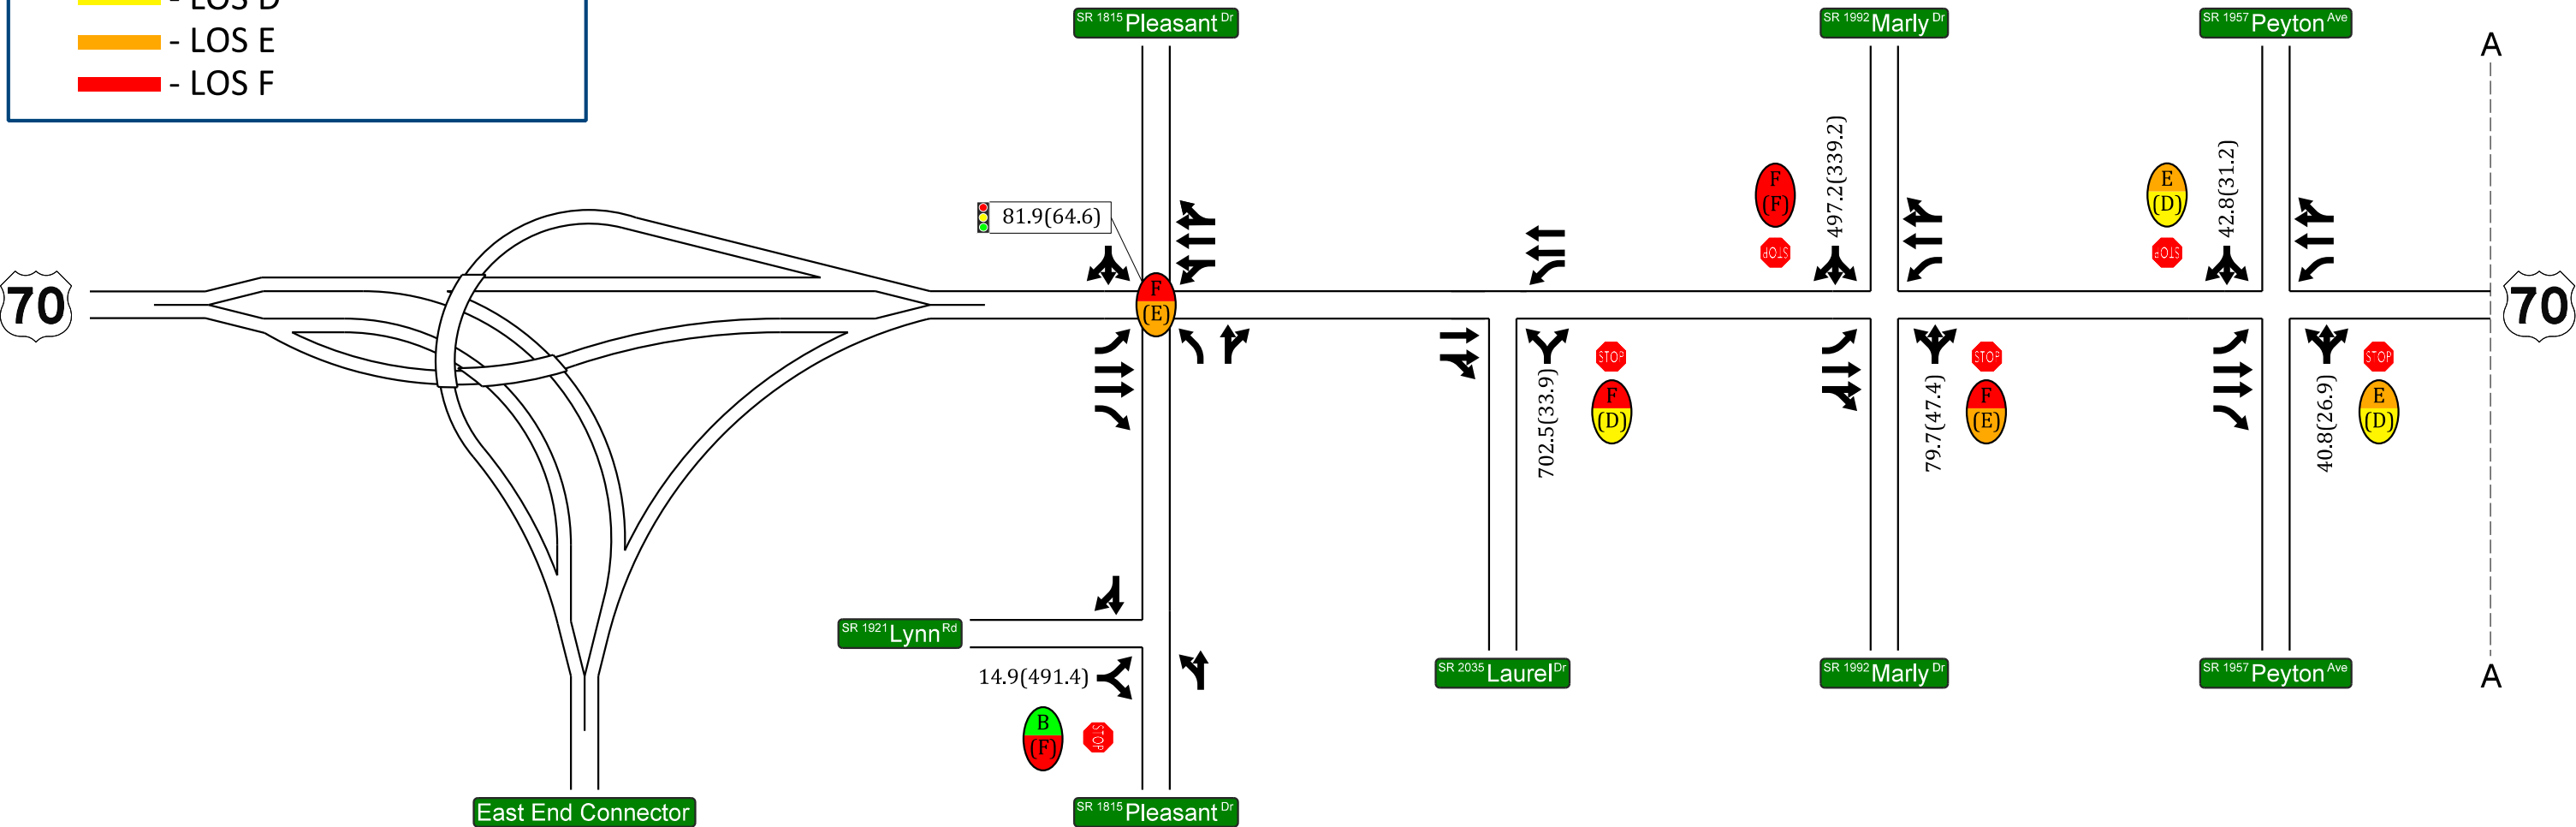 - LOS D
- LOS E
- LOS F
SR 1815 Pleasant Dr
SR 1992 Marly Dr
SR 1957 Peyton Ave
A
497.2(339.2)
42.8(31.2)
F
(F)
E
(D)
STOP
STOP
81.9(64.6)
70
F
(E)
70
STOP
STOP
STOP
702.5(33.9)
F
(D)
79.7(47.4)
F
(E)
40.8(26.9)
E
(D)
SR 1921 Lynn Rd
14.9(491.4)
B
(F)
STOP
SR 2035 Laurel Dr
SR 1992 Marly Dr
SR 1957 Peyton Ave
A
East End Connector
SR 1815 Pleasant Dr